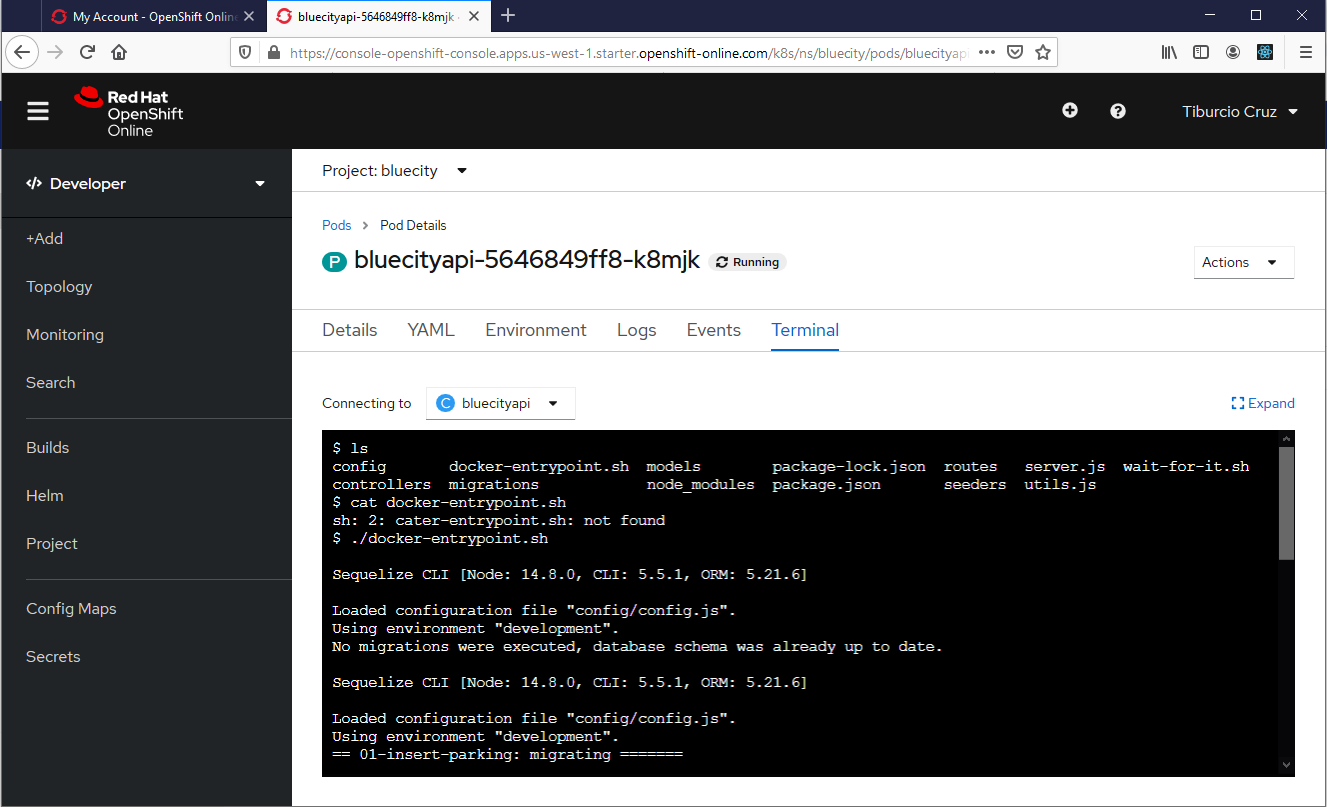 My Account - OpenShift Online
bluecityapi-5646849ff8-k8mjk ·
https://console-openshift-console.apps.us-west-1.starter.openshift-online.com/k8s/ns/bluecity/pods/bluecityapi
Red Hat
OpenShift
Online
Tiburcio Cruz
Developer
+Add
Topology
Monitoring
Search
Builds
Helm
Project
Config Maps
Secrets
Project: bluecity
Pods > Pod Details
P bluecityapi-5646849ff8-k8mjk Running
Actions
Details YAML Environment Logs Events Terminal
Connecting to C bluecityapi
Expand
$ ls
config docker-entrypoint.sh models package-lock.json routes server.js wait-for-it.sh
controllers migrations node_modules package.json seeders utils.js
$ cat docker-entrypoint.sh
sh: 2: cater-entrypoint.sh: not found
$ ./docker-entrypoint.sh
Sequelize CLI [Node: 14.8.0, CLI: 5.5.1, ORM: 5.21.6]
Loaded configuration file "config/config.js".
Using environment "development".
No migrations were executed, database schema was already up to date.
Sequelize CLI [Node: 14.8.0, CLI: 5.5.1, ORM: 5.21.6]
Loaded configuration file "config/config.js".
Using environment "development".
== 01-insert-parking: migrating =======